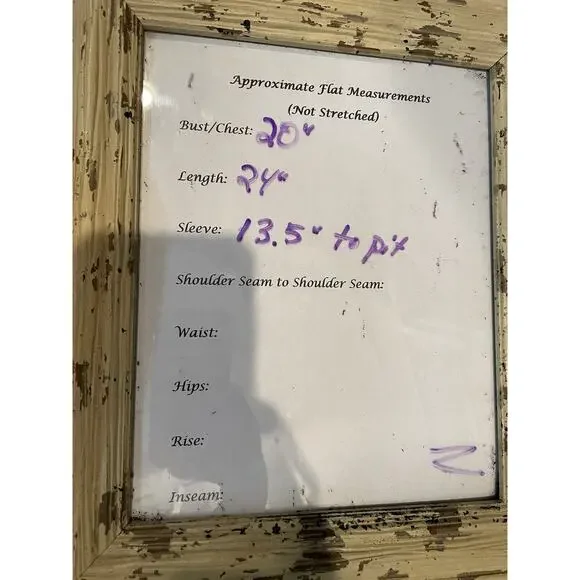 Approximate Flat Measurements
(Not Stretched)
Bust/Chest: 20"
Length: 24"
Sleeve: 13.5" to pit
Shoulder Seam to Shoulder Seam:
Waist:
Hips:
Rise:
Inseam: